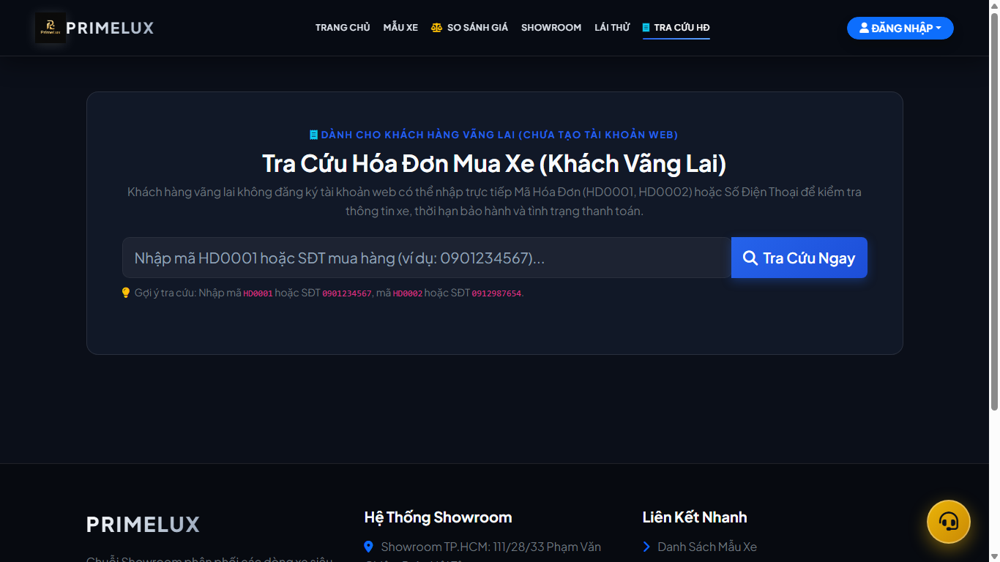 PrimeLux
PRIMELUX
TRANG CHỦ
MẪU XE
SO SÁNH GIÁ
SHOWROOM
LÁI THỬ
TRA CỨU HĐ
ĐĂNG NHẬP
DÀNH CHO KHÁCH HÀNG VÃNG LAI (CHƯA TẠO TÀI KHOẢN WEB)
Tra Cứu Hóa Đơn Mua Xe (Khách Vãng Lai)
Khách hàng vãng lai không đăng ký tài khoản web có thể nhập trực tiếp Mã Hóa Đơn (HD0001, HD0002) hoặc Số Điện Thoại để kiểm tra
thông tin xe, thời hạn bảo hành và tình trạng thanh toán.
Nhập mã HD0001 hoặc SĐT mua hàng (ví dụ: 0901234567)...
Tra Cứu Ngay
Gợi ý tra cứu: Nhập mã HD0001 hoặc SĐT 0901234567, mã HD0002 hoặc SĐT 0912987654.
PRIMELUX
Hệ Thống Showroom
Liên Kết Nhanh
Showroom TP.HCM: 111/28/33 Phạm Văn
Danh Sách Mẫu Xe
Chuỗi Showroom phân phối các dòng xe siêu